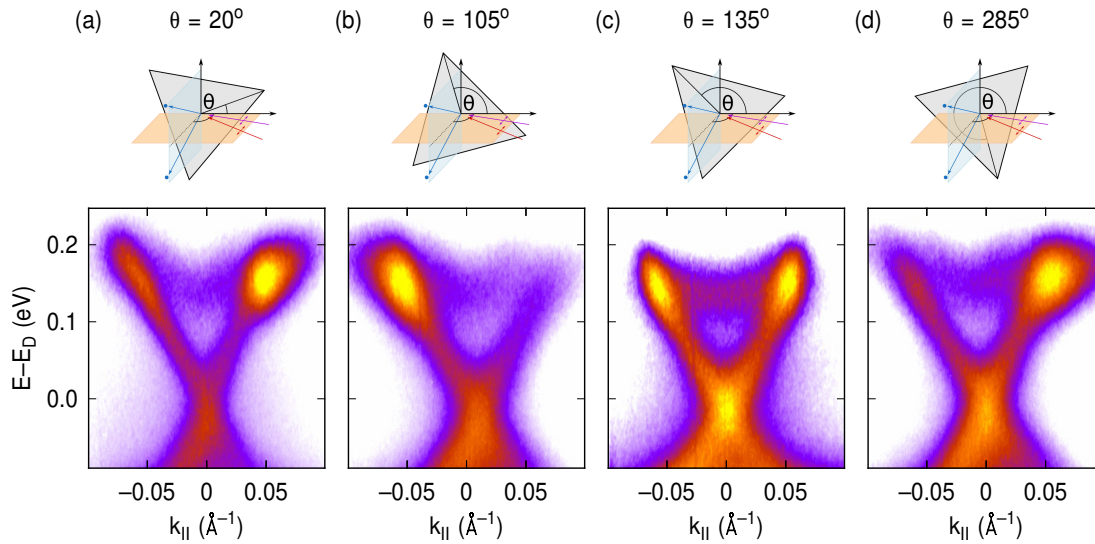 (a) θ = 20° (b) θ = 105° (c) θ = 135° (d) θ = 285°
θ θ θ θ
E−E_D (eV)
0.2
0.1
0.0
−0.05 0 0.05 −0.05 0 0.05 −0.05 0 0.05 −0.05 0 0.05
k_|| (Å⁻¹) k_|| (Å⁻¹) k_|| (Å⁻¹) k_|| (Å⁻¹)